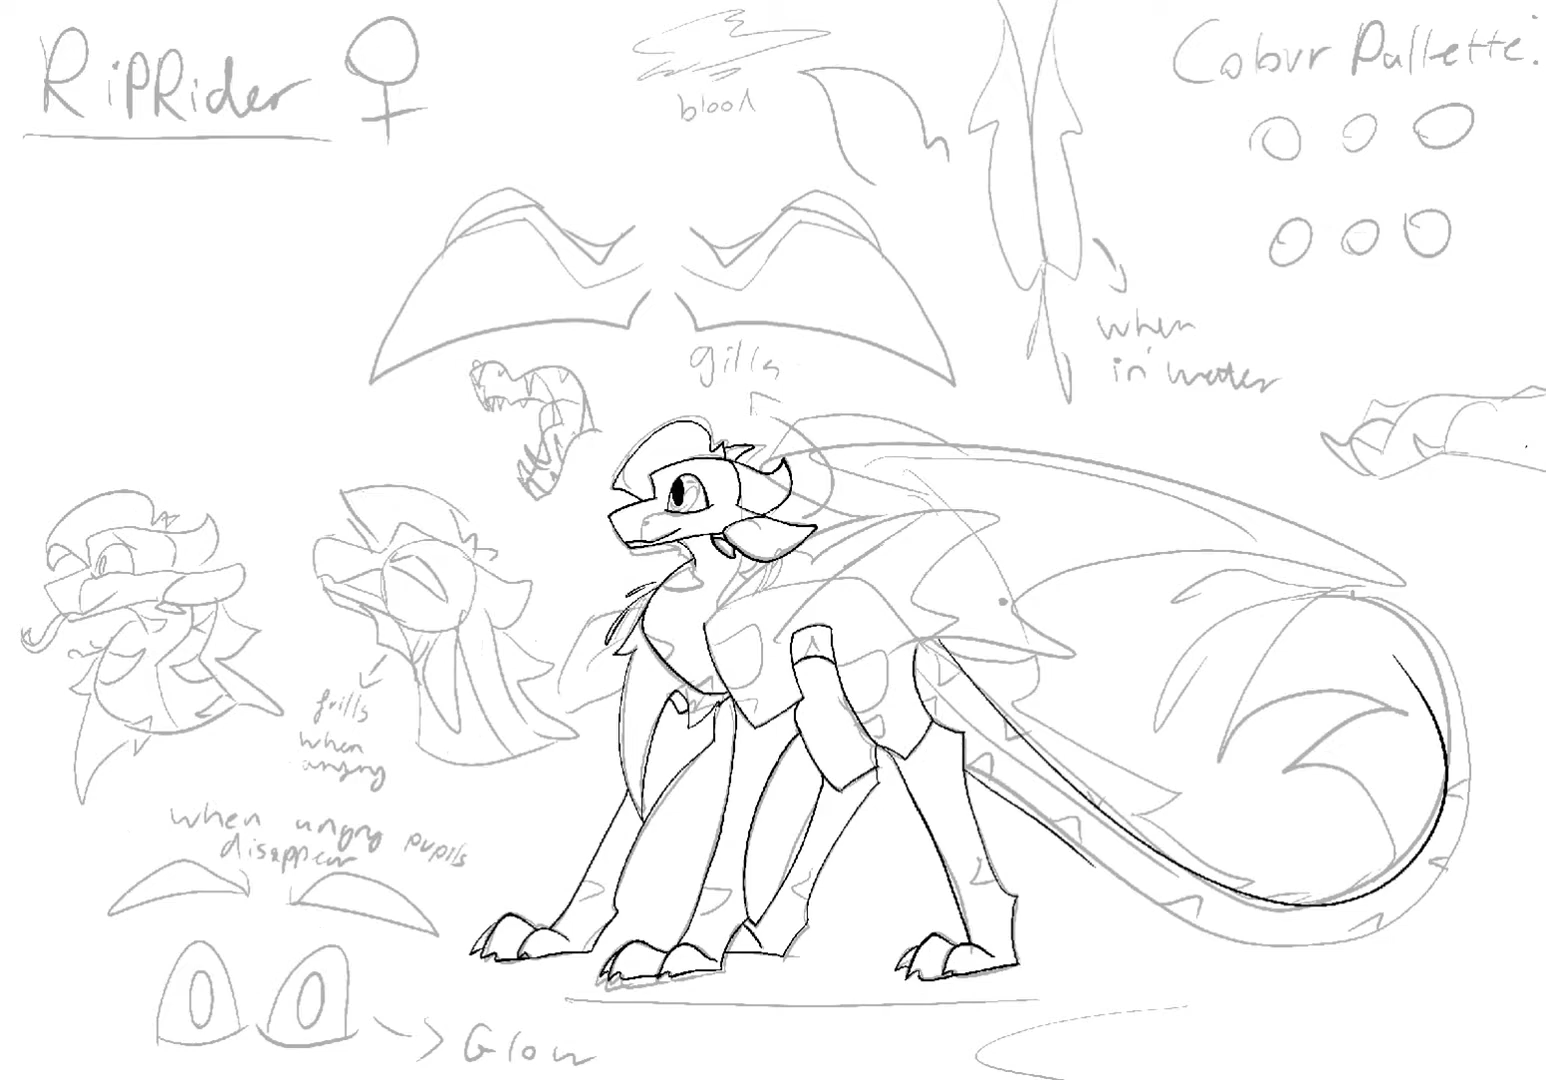 RipRider ♀
blood
Colour Pallette:
when
in water
gills
frills
when
angry
when angry pupils
disappear
Glow